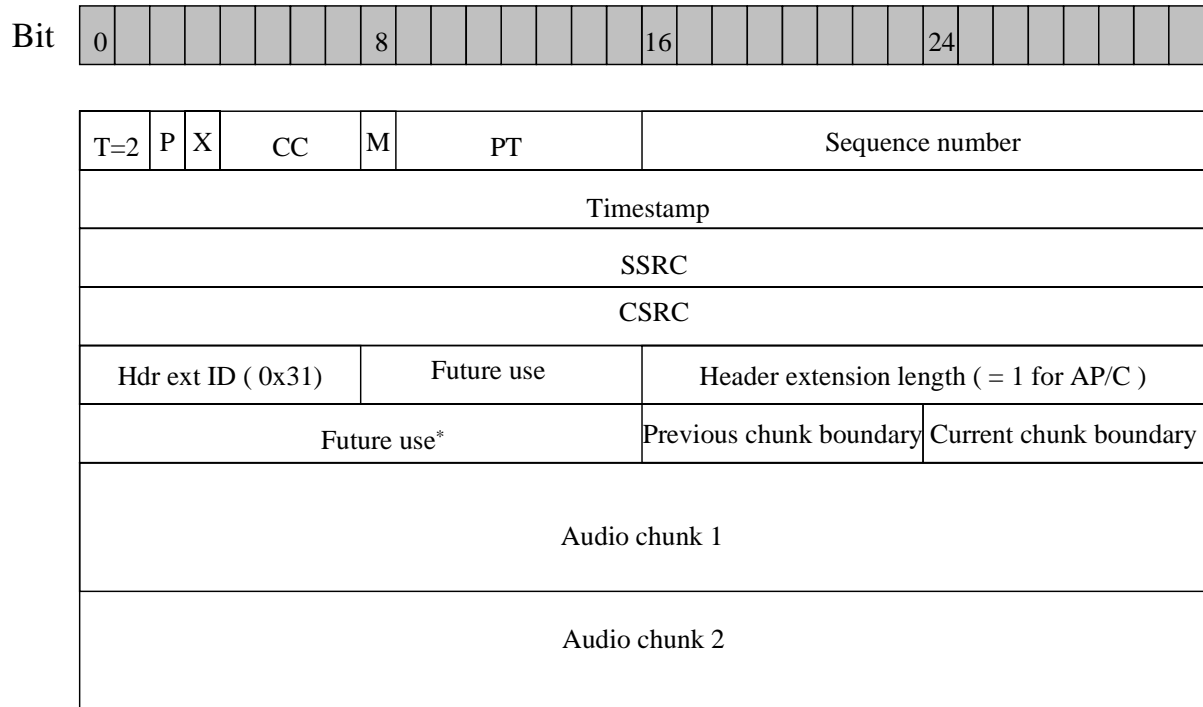 Bit 0 8 16 24
T=2 P X CC M PT Sequence number
Timestamp
SSRC
CSRC
Hdr ext ID ( 0x31) Future use Header extension length ( = 1 for AP/C )
Future use* Previous chunk boundary Current chunk boundary
Audio chunk 1
Audio chunk 2